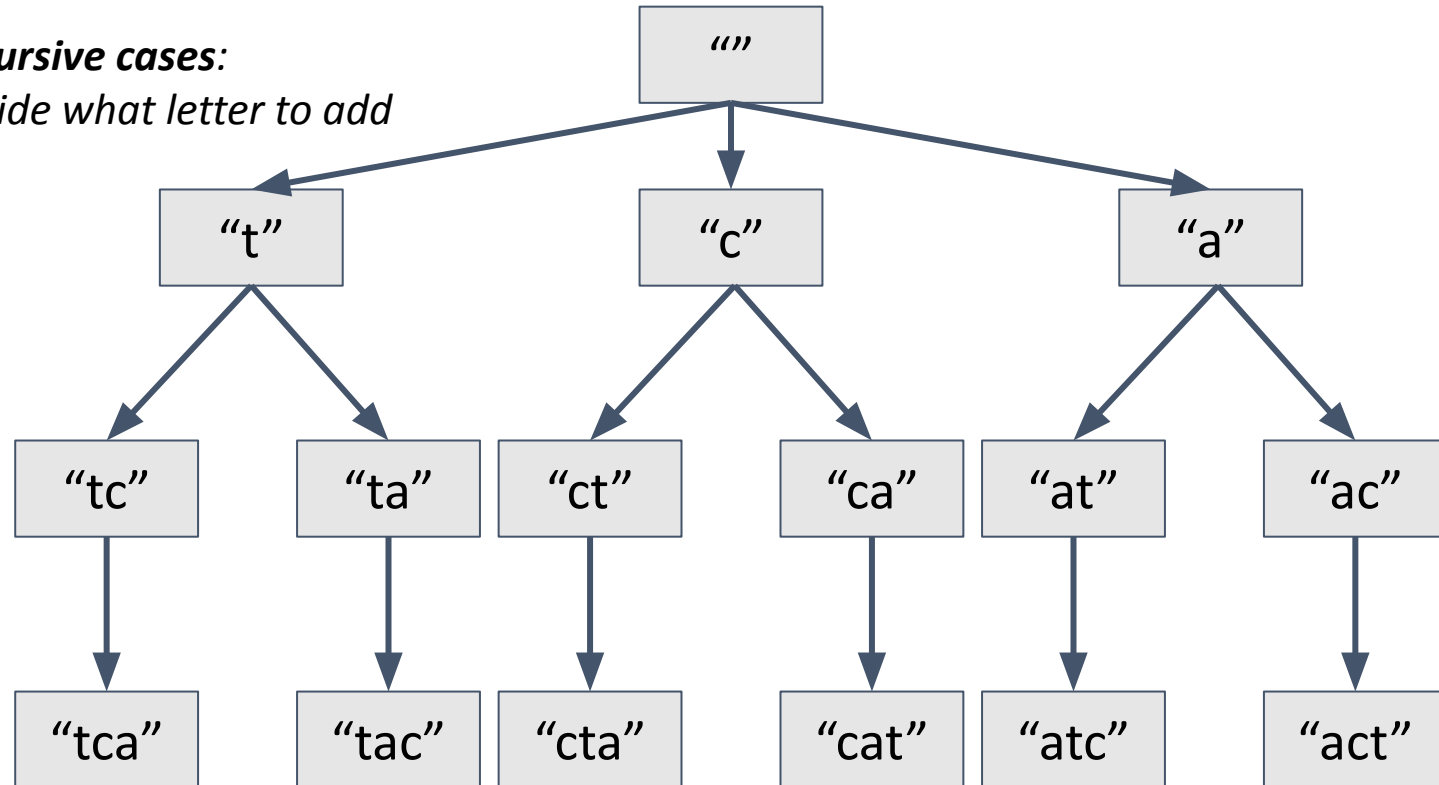 ursive cases:
ide what letter to add
“”
“t” “c” “a”
“tc” “ta” “ct” “ca” “at” “ac”
“tca” “tac” “cta” “cat” “atc” “act”